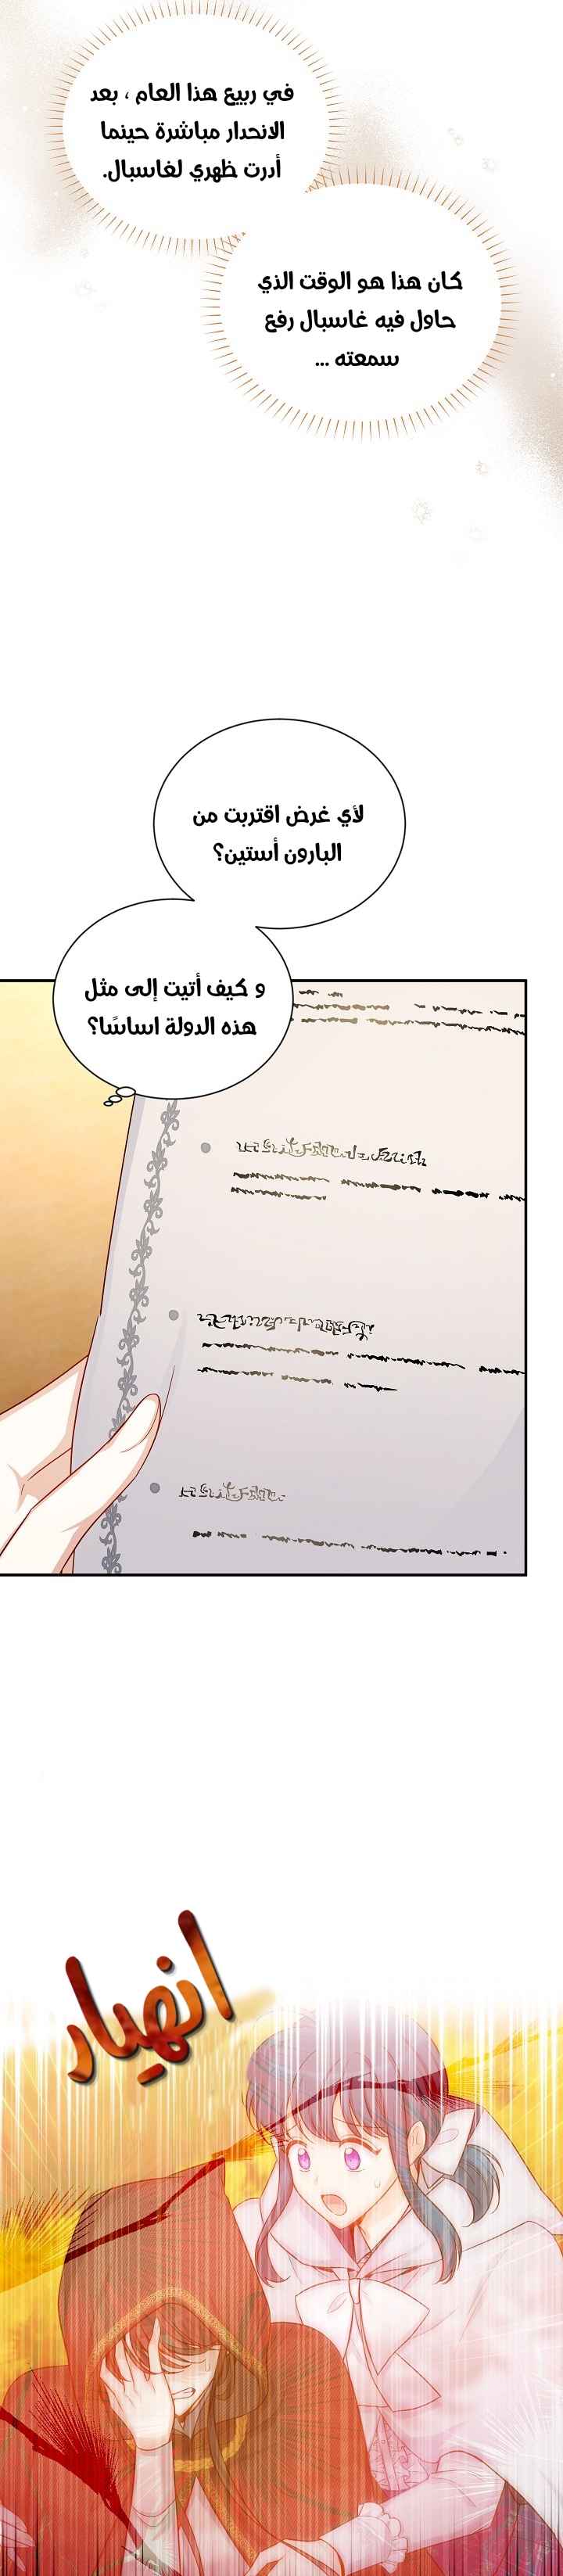 في ربيع هذا العام ، بعد
الانحدار مباشرة حينما
أدرت ظهري لغاسبال.
كان هذا هو الوقت الذي
حاول فيه غاسبال رفع
سمعته ...
لأي غرض اقتربت من
البارون أستين؟
و كيف أتيت إلى مثل
هذه الدولة اساسًا؟
انهيار